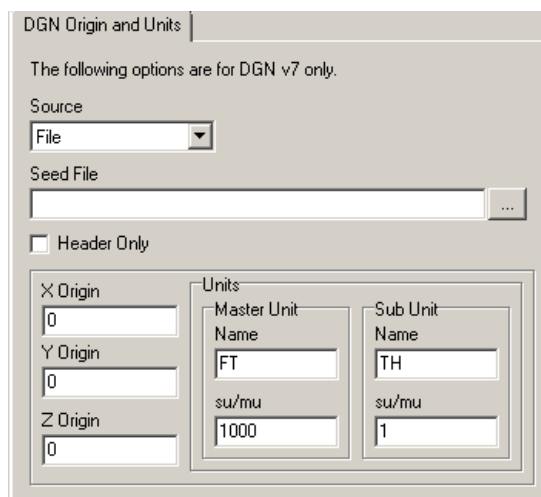 DGN Origin and Units
The following options are for DGN v7 only.
Source
File
Seed File
...
Header Only
X Origin
0
Y Origin
0
Z Origin
0
Units
Master Unit
Name
FT
su/mu
1000
Sub Unit
Name
TH
su/mu
1